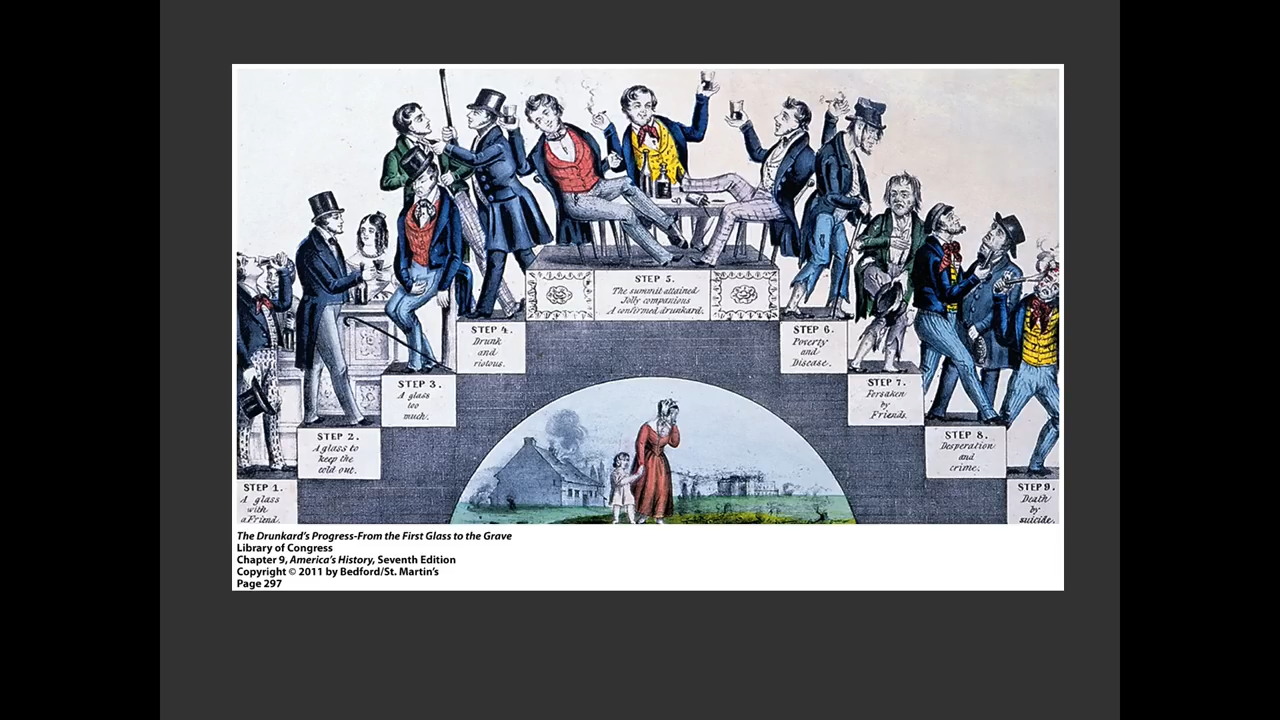 STEP 1.
A glass
with
a Friend.
STEP 2.
A glass to
keep the
cold out.
STEP 3.
A glass
too
much.
STEP 4.
Drunk
and
riotous.
STEP 5.
The summit attained
Jolly companions
A confirmed drunkard.
STEP 6.
Poverty
and
Disease.
STEP 7.
Forsaken
by
Friends.
STEP 8.
Desperation
and
crime.
STEP 9.
Death
by
suicide.
The Drunkard's Progress-From the First Glass to the Grave
Library of Congress
Chapter 9, America's History, Seventh Edition
Copyright © 2011 by Bedford/St. Martin's
Page 297